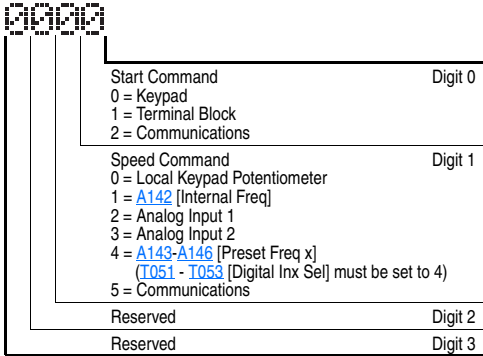 0000
Start Command Digit 0
0 = Keypad
1 = Terminal Block
2 = Communications
Speed Command Digit 1
0 = Local Keypad Potentiometer
1 = A142 [Internal Freq]
2 = Analog Input 1
3 = Analog Input 2
4 = A143-A146 [Preset Freq x]
(T051 - T053 [Digital Inx Sel] must be set to 4)
5 = Communications
Reserved Digit 2
Reserved Digit 3